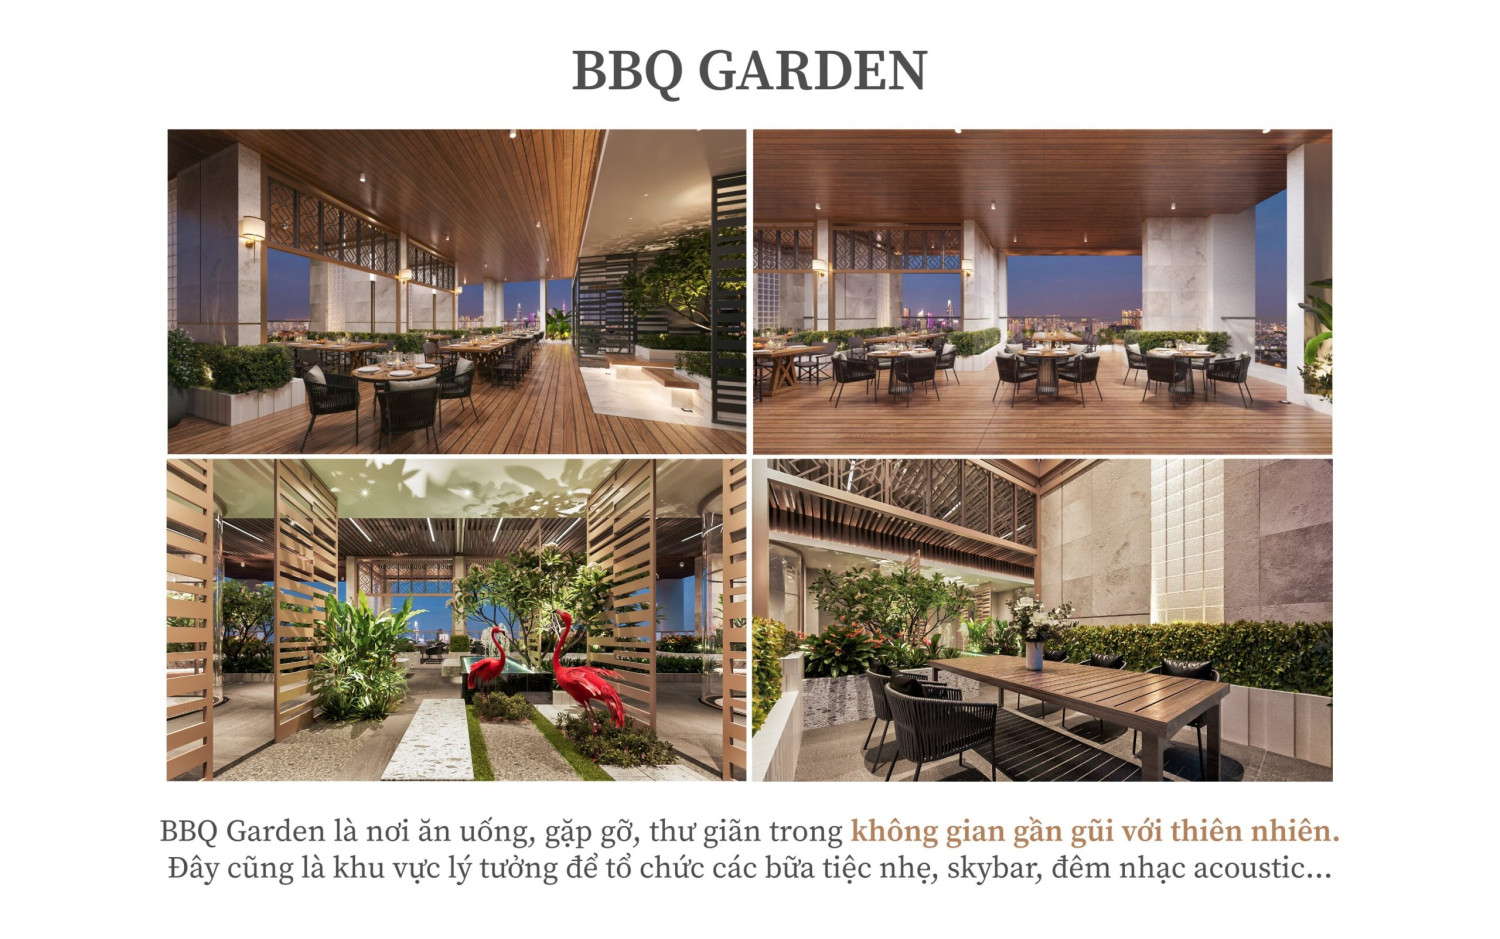 BBQ GARDEN
BBQ Garden là nơi ăn uống, gặp gỡ, thư giãn trong không gian gần gũi với thiên nhiên.
Đây cũng là khu vực lý tưởng để tổ chức các bữa tiệc nhẹ, skybar, đêm nhạc acoustic...